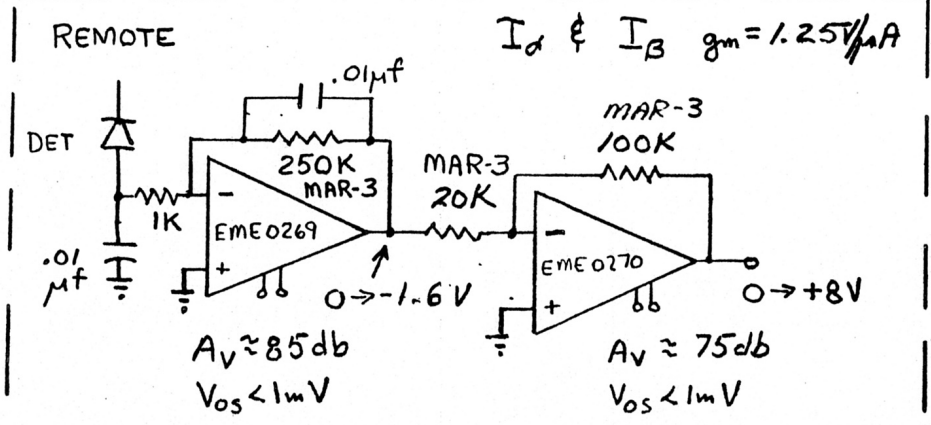 REMOTE
Iα & Iβ gm = 1.25V/μA
.01μf
DET
250K
MAR-3
1K
-
EME0269
+
.01
μf
0→-1.6V
AV ≈ 85db
VOS < 1mV
MAR-3
20K
MAR-3
100K
-
EME0270
+
0→+8V
AV ≈ 75db
VOS < 1mV